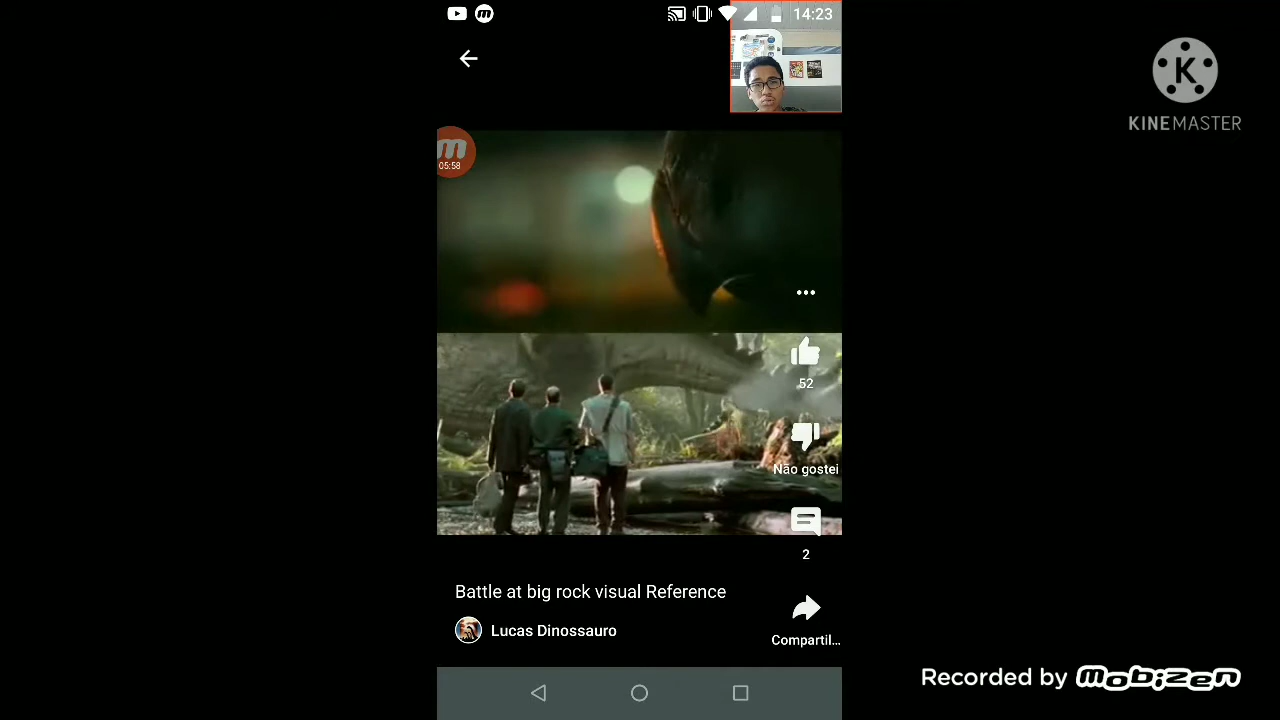 14:23
m
05:58
52
Não gostei
2
Battle at big rock visual Reference
Lucas Dinossauro
Compartil...
K
KINEMASTER
Recorded by mobizen